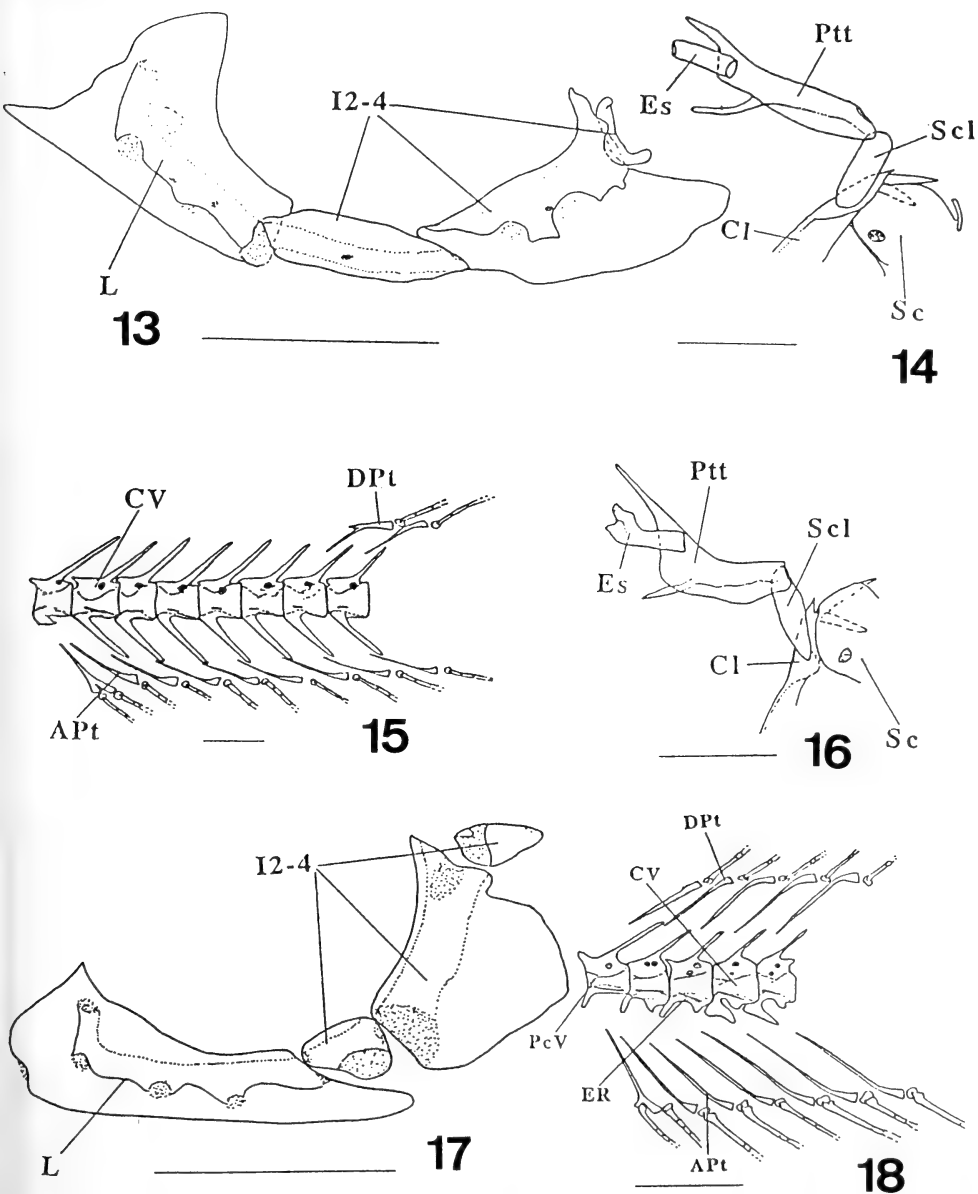 I2-4
L
13
Ptt
Es
Scl
Cl
Sc
14
CV
DPt
APt
15
Ptt
Es
Scl
Cl
Sc
16
I2-4
L
17
DPt
CV
PcV
ER
APt
18